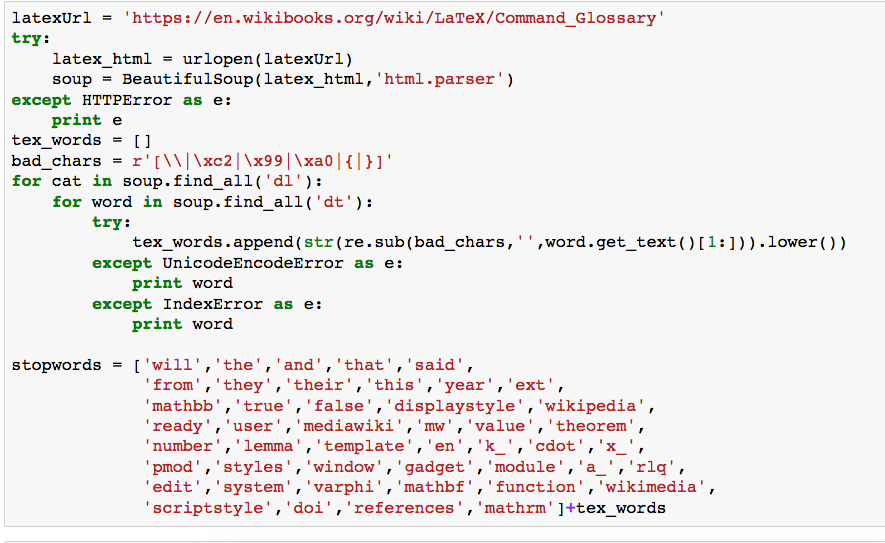 latexUrl = 'https://en.wikibooks.org/wiki/LaTeX/Command_Glossary'
try:
    latex_html = urlopen(latexUrl)
    soup = BeautifulSoup(latex_html,'html.parser')
except HTTPError as e:
    print e
tex_words = []
bad_chars = r'[\\|\xc2|\x99|\xa0|{|}]'
for cat in soup.find_all('dl'):
    for word in soup.find_all('dt'):
        try:
            tex_words.append(str(re.sub(bad_chars,'',word.get_text()[1:])).lower())
        except UnicodeEncodeError as e:
            print word
        except IndexError as e:
            print word
stopwords = ['will','the','and','that','said',
             'from','they','their','this','year','ext',
             'mathbb','true','false','displaystyle','wikipedia',
             'ready','user','mediawiki','mw','value','theorem',
             'number','lemma','template','en','k_','cdot','x_',
             'pmod','styles','window','gadget','module','a_','rlq',
             'edit','system','varphi','mathbf','function','wikimedia',
             'scriptstyle','doi','references','mathrm']+tex_words